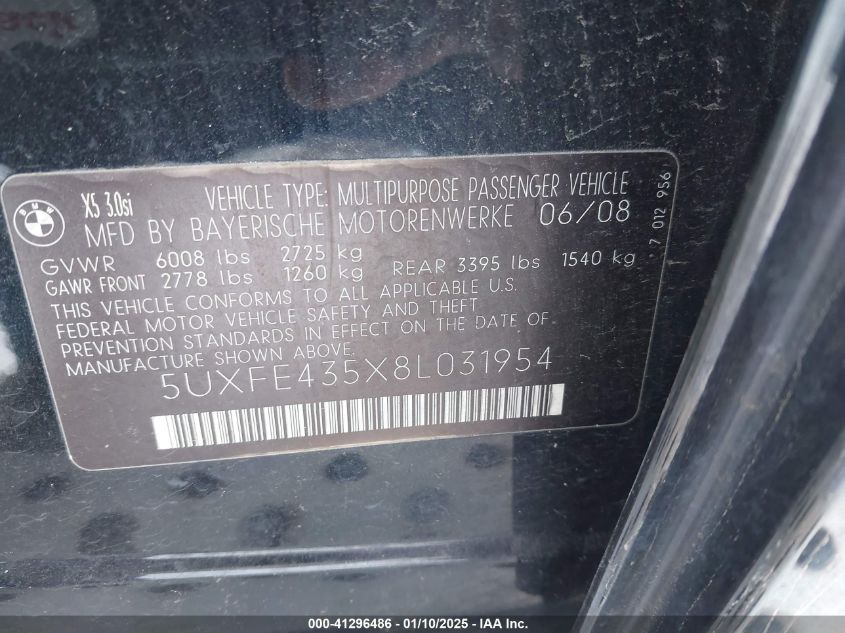 BMW
X5 3.0si
VEHICLE TYPE: MULTIPURPOSE PASSENGER VEHICLE
MFD BY BAYERISCHE MOTORENWERKE 06/08
GVWR 6008 lbs 2725 kg
GAWR FRONT 2778 lbs 1260 kg REAR 3395 lbs 1540 kg
THIS VEHICLE CONFORMS TO ALL APPLICABLE U.S.
FEDERAL MOTOR VEHICLE SAFETY AND THEFT
PREVENTION STANDARDS IN EFFECT ON THE DATE OF
MANUFACTURE SHOWN ABOVE.
5UXFE435X8L031954
7 012 956
000-41296486 - 01/10/2025 - IAA Inc.